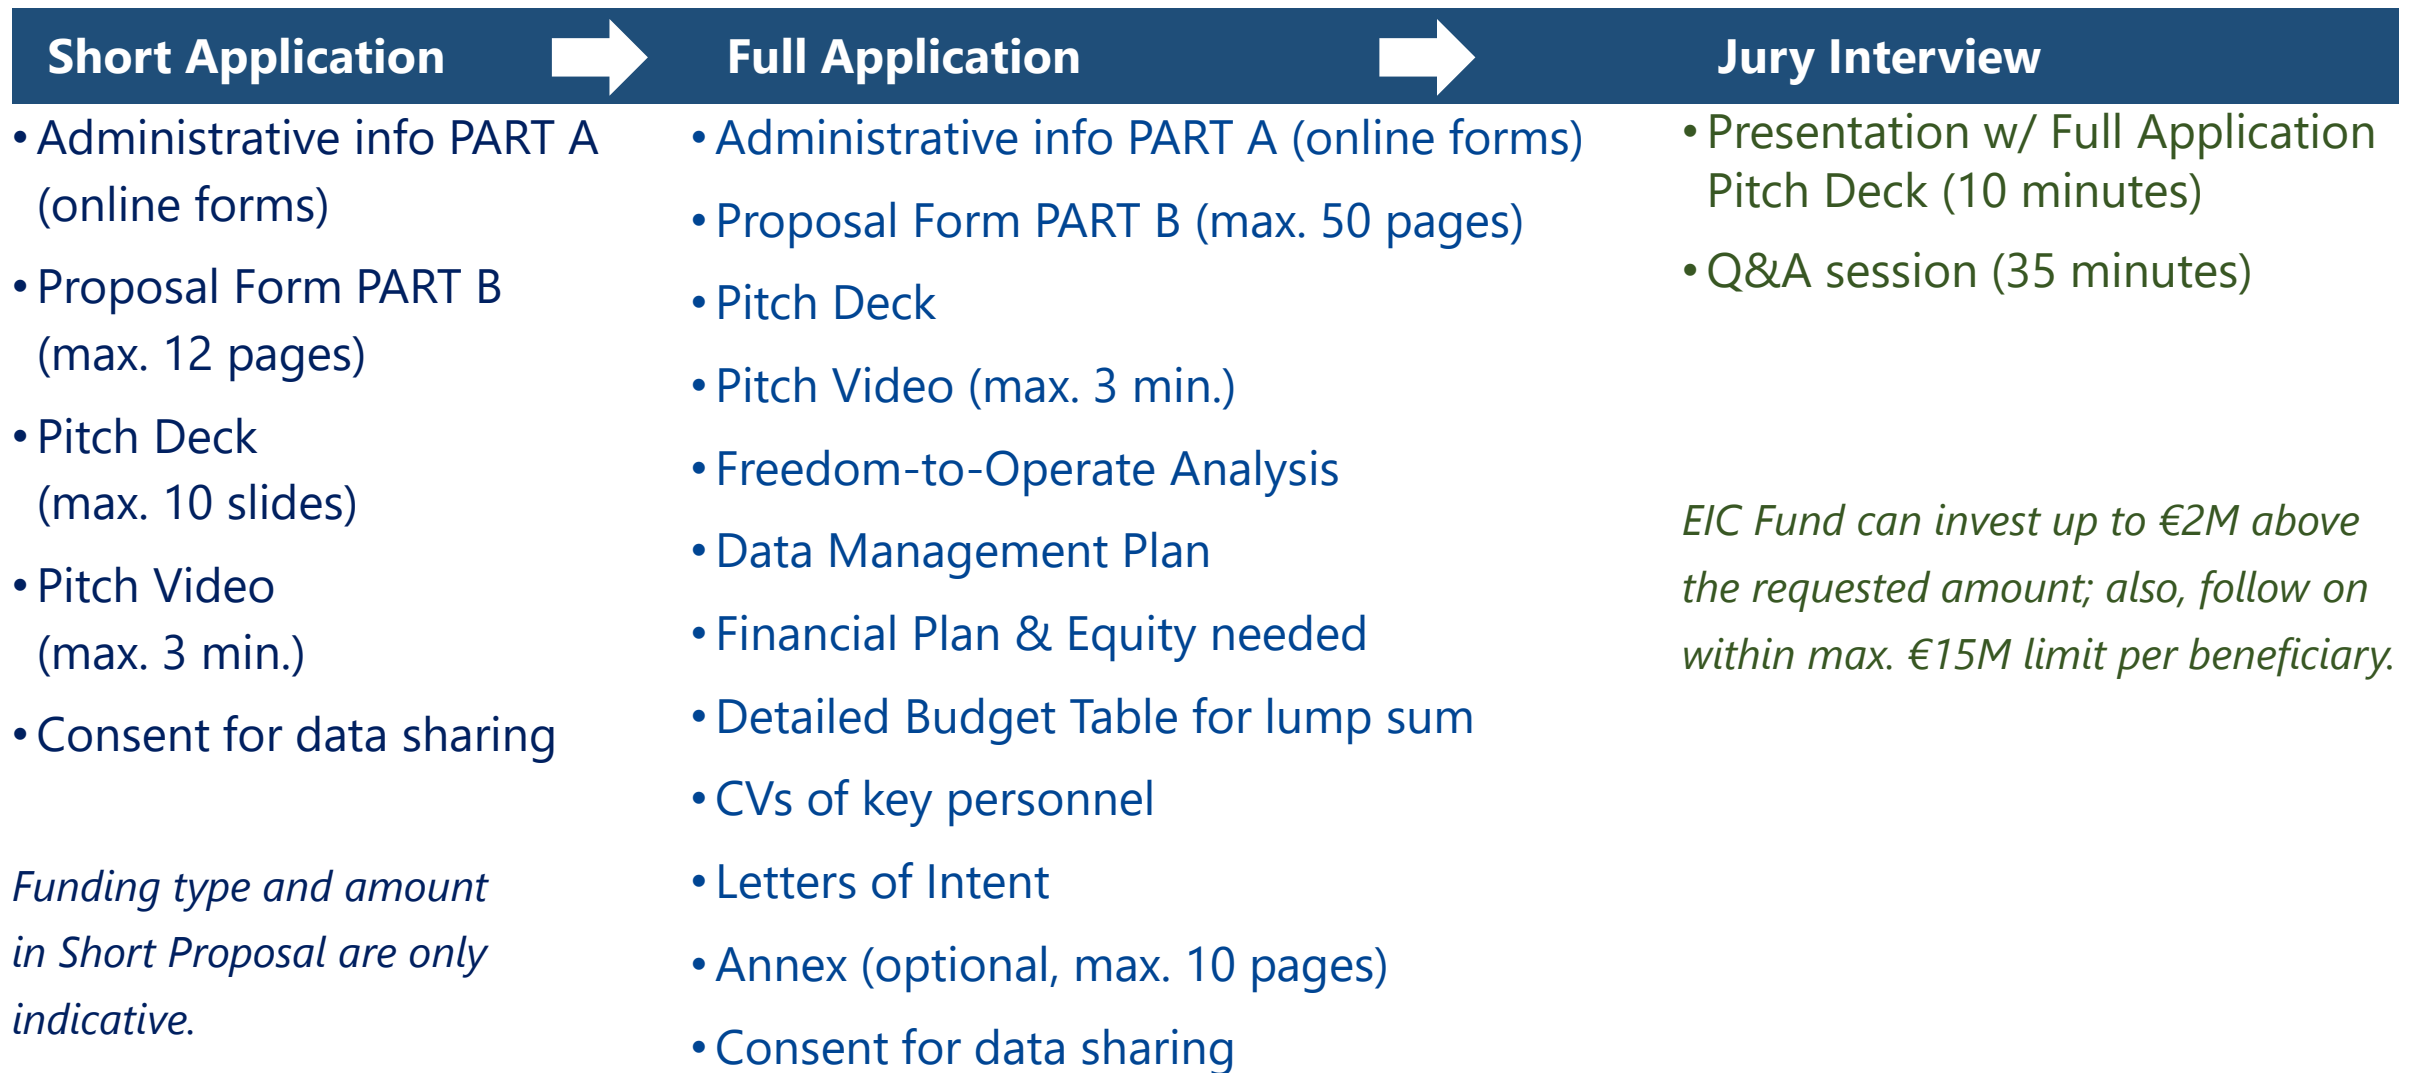 Short Application
Full Application
Jury Interview
• Administrative info PART A
(online forms)
• Proposal Form PART B
(max. 12 pages)
• Pitch Deck
(max. 10 slides)
• Pitch Video
(max. 3 min.)
• Consent for data sharing
Funding type and amount
in Short Proposal are only
indicative.
• Administrative info PART A (online forms)
• Proposal Form PART B (max. 50 pages)
• Pitch Deck
• Pitch Video (max. 3 min.)
• Freedom-to-Operate Analysis
• Data Management Plan
• Financial Plan & Equity needed
• Detailed Budget Table for lump sum
• CVs of key personnel
• Letters of Intent
• Annex (optional, max. 10 pages)
• Consent for data sharing
• Presentation w/ Full Application
Pitch Deck (10 minutes)
• Q&A session (35 minutes)
EIC Fund can invest up to €2M above
the requested amount; also, follow on
within max. €15M limit per beneficiary.